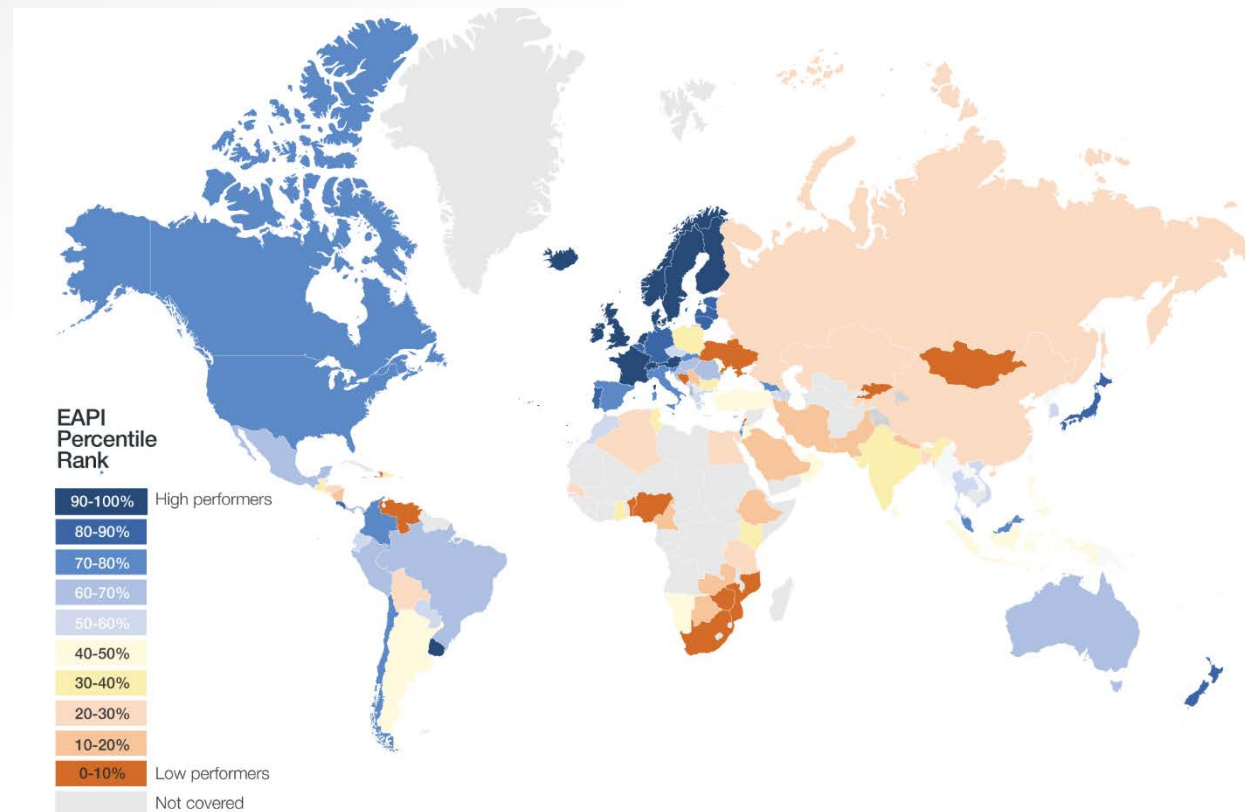 EAPI
Percentile
Rank
90-100% High performers
80-90%
70-80%
60-70%
50-60%
40-50%
30-40%
20-30%
10-20%
0-10% Low performers
Not covered